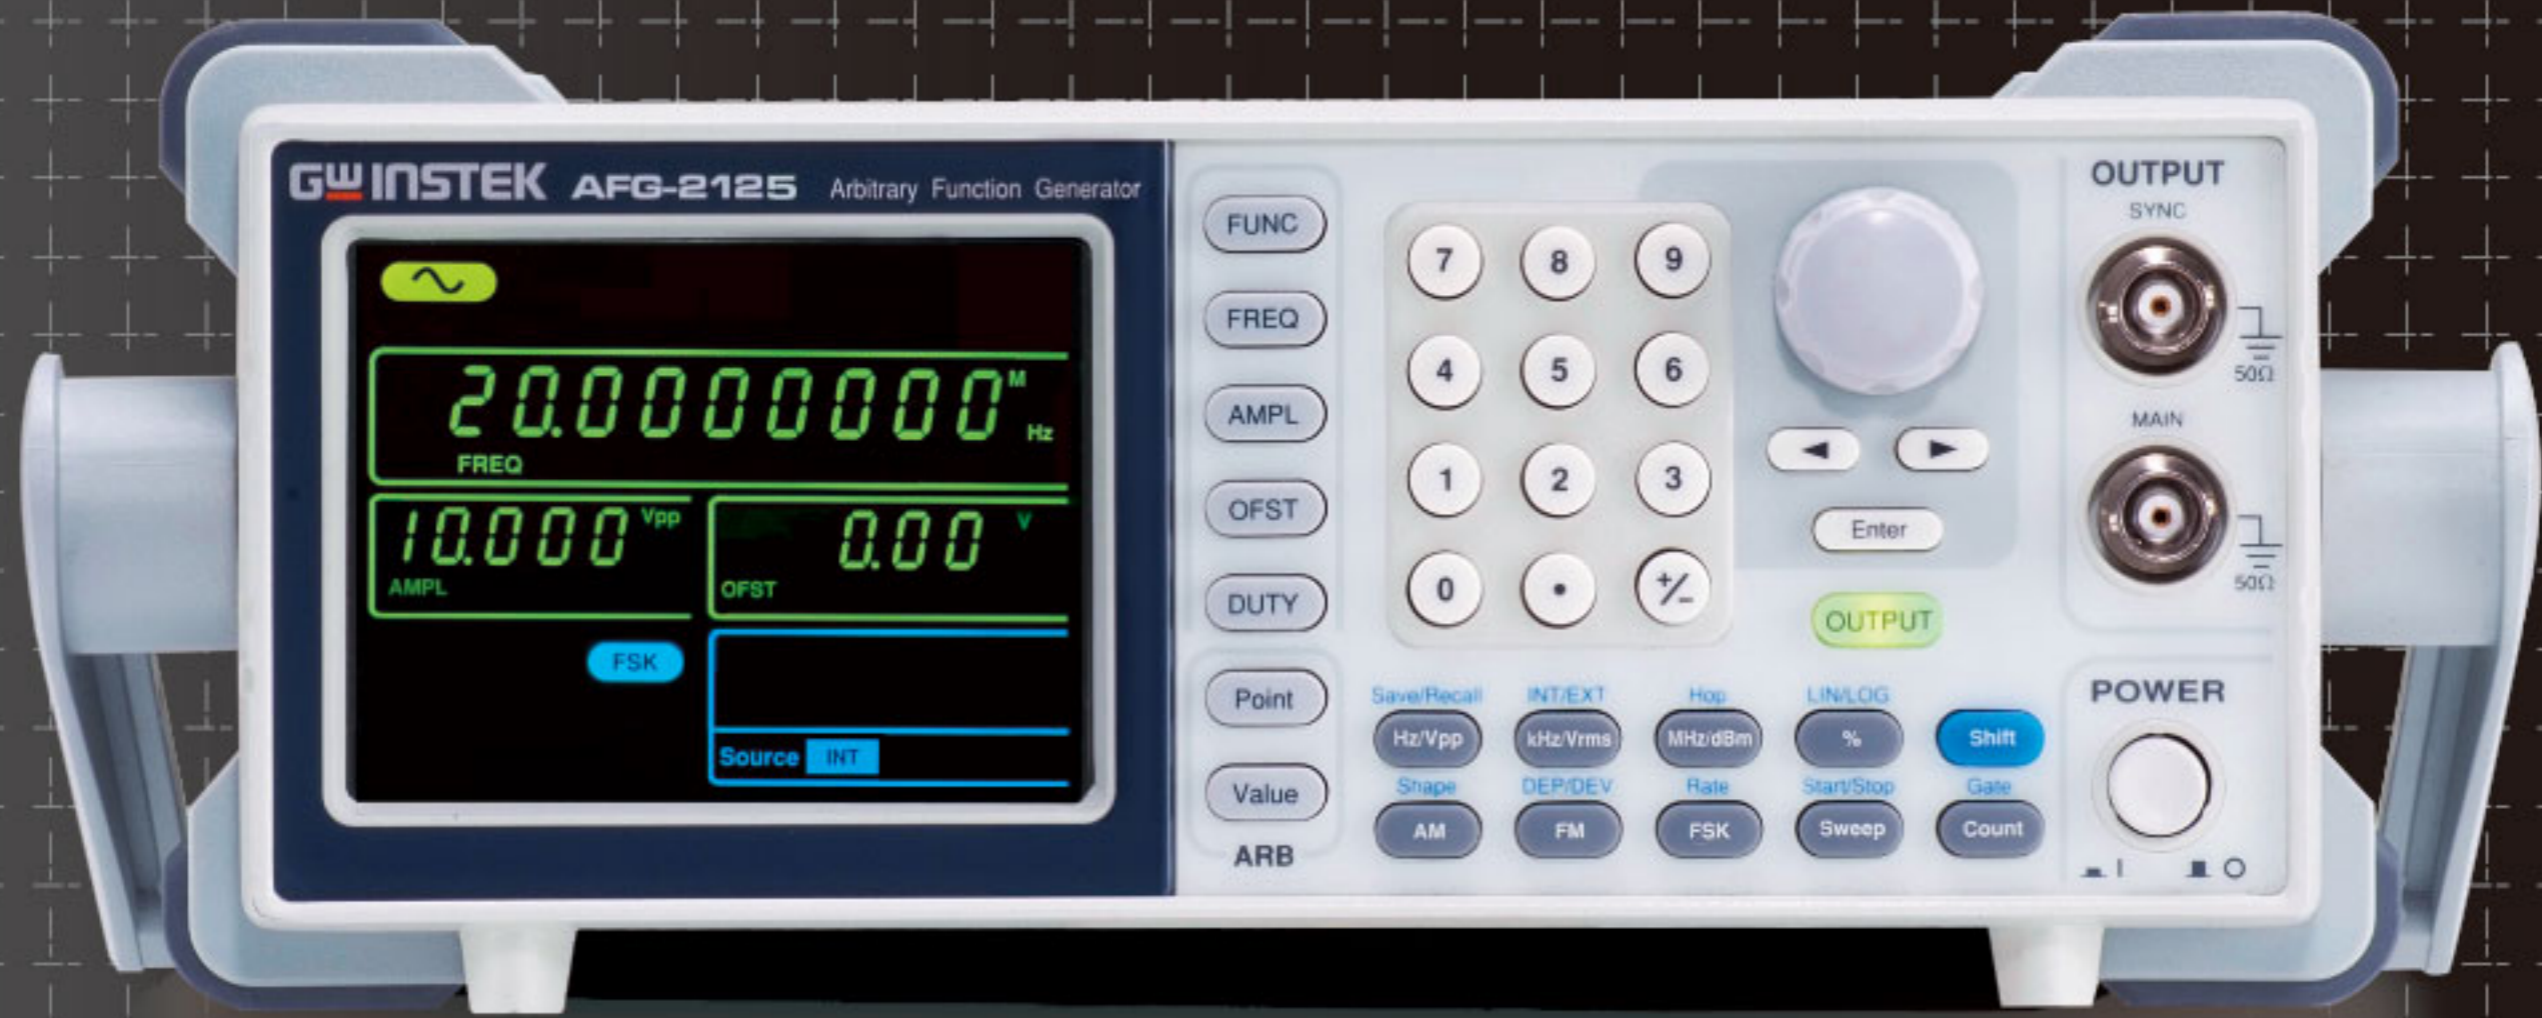 GW INSTEK AFG-2125 Arbitrary Function Generator
20.0000000 M Hz
FREQ
10.000 Vpp
AMPL
0.00 V
OFST
FSK
Source INT
FUNC
FREQ
AMPL
OFST
DUTY
Point
Value
ARB
7 8 9
4 5 6
1 2 3
0 • +/-
◀ ▶
Enter
OUTPUT
Save/Recall INT/EXT Hop LIN/LOG
Hz/Vpp kHz/Vrms MHz/dBm % Shift
Shape DEP/DEV Rate Start/Stop Gate
AM FM FSK Sweep Count
OUTPUT
SYNC
50Ω
MAIN
50Ω
POWER